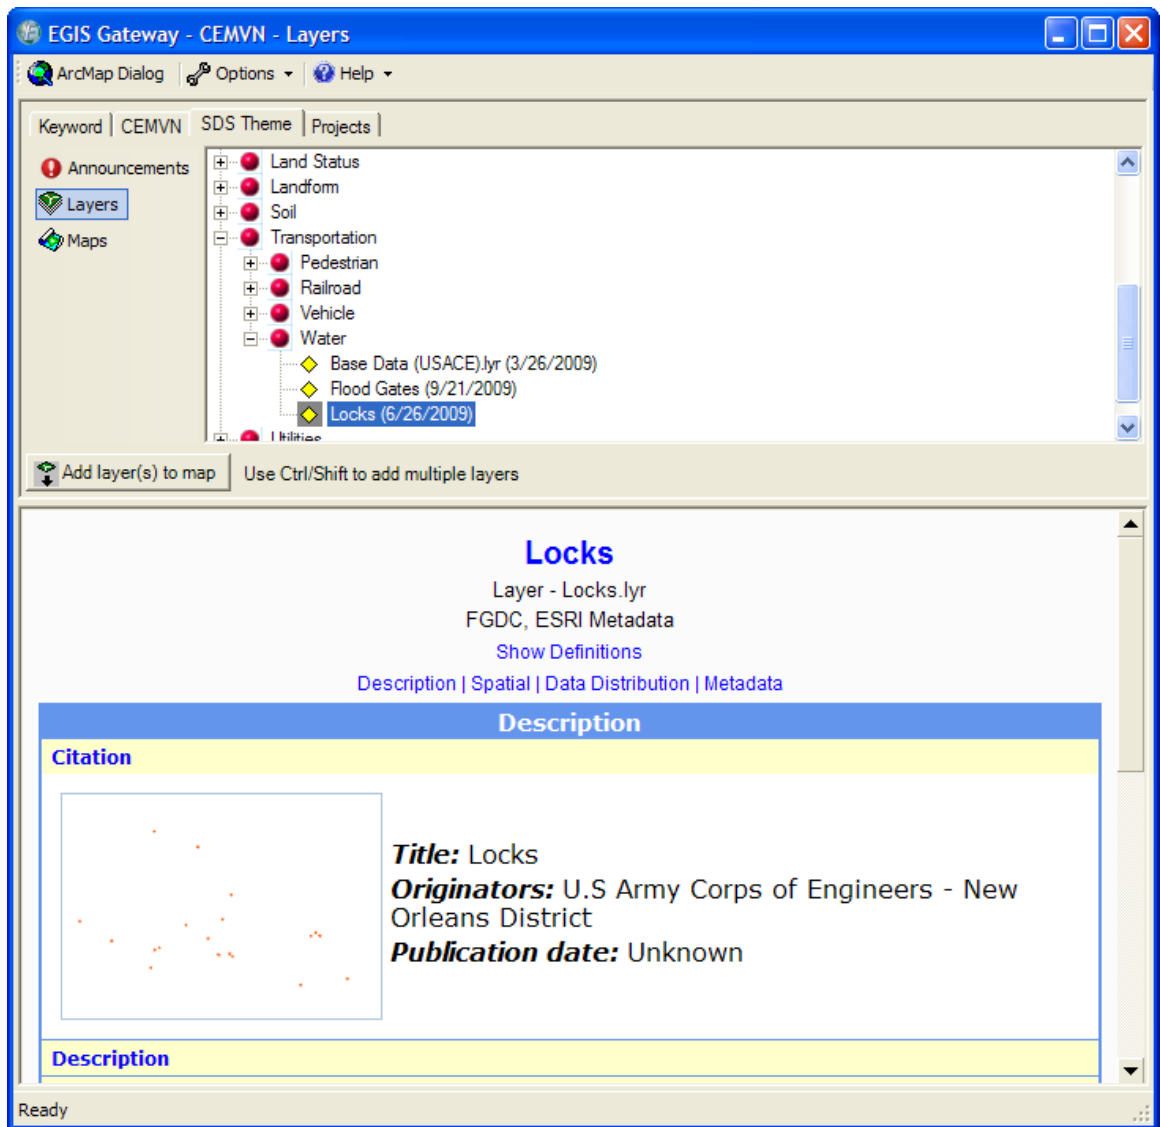 EGIS Gateway - CEMVN - Layers
ArcMap Dialog Options Help
Keyword CEMVN SDS Theme Projects
Announcements
Layers
Maps
Land Status
Landform
Soil
Transportation
Pedestrian
Railroad
Vehicle
Water
Base Data (USACE).lyr (3/26/2009)
Flood Gates (9/21/2009)
Locks (6/26/2009)
Utilities
Add layer(s) to map Use Ctrl/Shift to add multiple layers
Locks
Layer - Locks.lyr
FGDC, ESRI Metadata
Show Definitions
Description | Spatial | Data Distribution | Metadata
Description
Citation
Title: Locks
Originators: U.S Army Corps of Engineers - New
Orleans District
Publication date: Unknown
Description
Ready